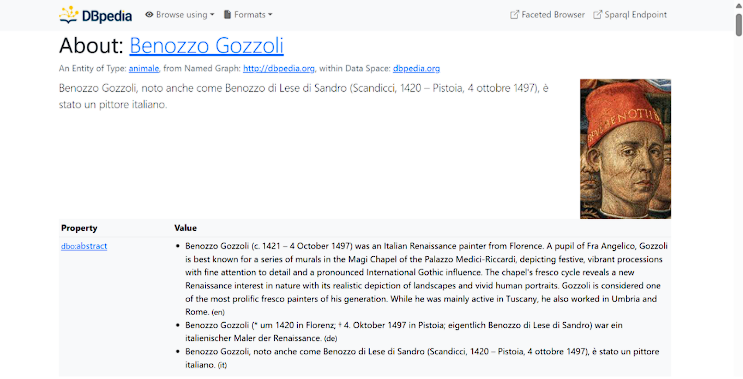 DBpedia Browse using Formats Faceted Browser Sparql Endpoint
About: Benozzo Gozzoli
An Entity of Type: animale, from Named Graph: http://dbpedia.org, within Data Space: dbpedia.org
Benozzo Gozzoli, noto anche come Benozzo di Lese di Sandro (Scandicci, 1420 – Pistoia, 4 ottobre 1497), è
stato un pittore italiano.
Property Value
dbo:abstract
• Benozzo Gozzoli (c. 1421 – 4 October 1497) was an Italian Renaissance painter from Florence. A pupil of Fra Angelico, Gozzoli
is best known for a series of murals in the Magi Chapel of the Palazzo Medici-Riccardi, depicting festive, vibrant processions
with fine attention to detail and a pronounced International Gothic influence. The chapel's fresco cycle reveals a new
Renaissance interest in nature with its realistic depiction of landscapes and vivid human portraits. Gozzoli is considered one
of the most prolific fresco painters of his generation. While he was mainly active in Tuscany, he also worked in Umbria and
Rome. (en)
• Benozzo Gozzoli (* um 1420 in Florenz; † 4. Oktober 1497 in Pistoia; eigentlich Benozzo di Lese di Sandro) war ein
italienischer Maler der Renaissance. (de)
• Benozzo Gozzoli, noto anche come Benozzo di Lese di Sandro (Scandicci, 1420 – Pistoia, 4 ottobre 1497), è stato un pittore
italiano. (it)